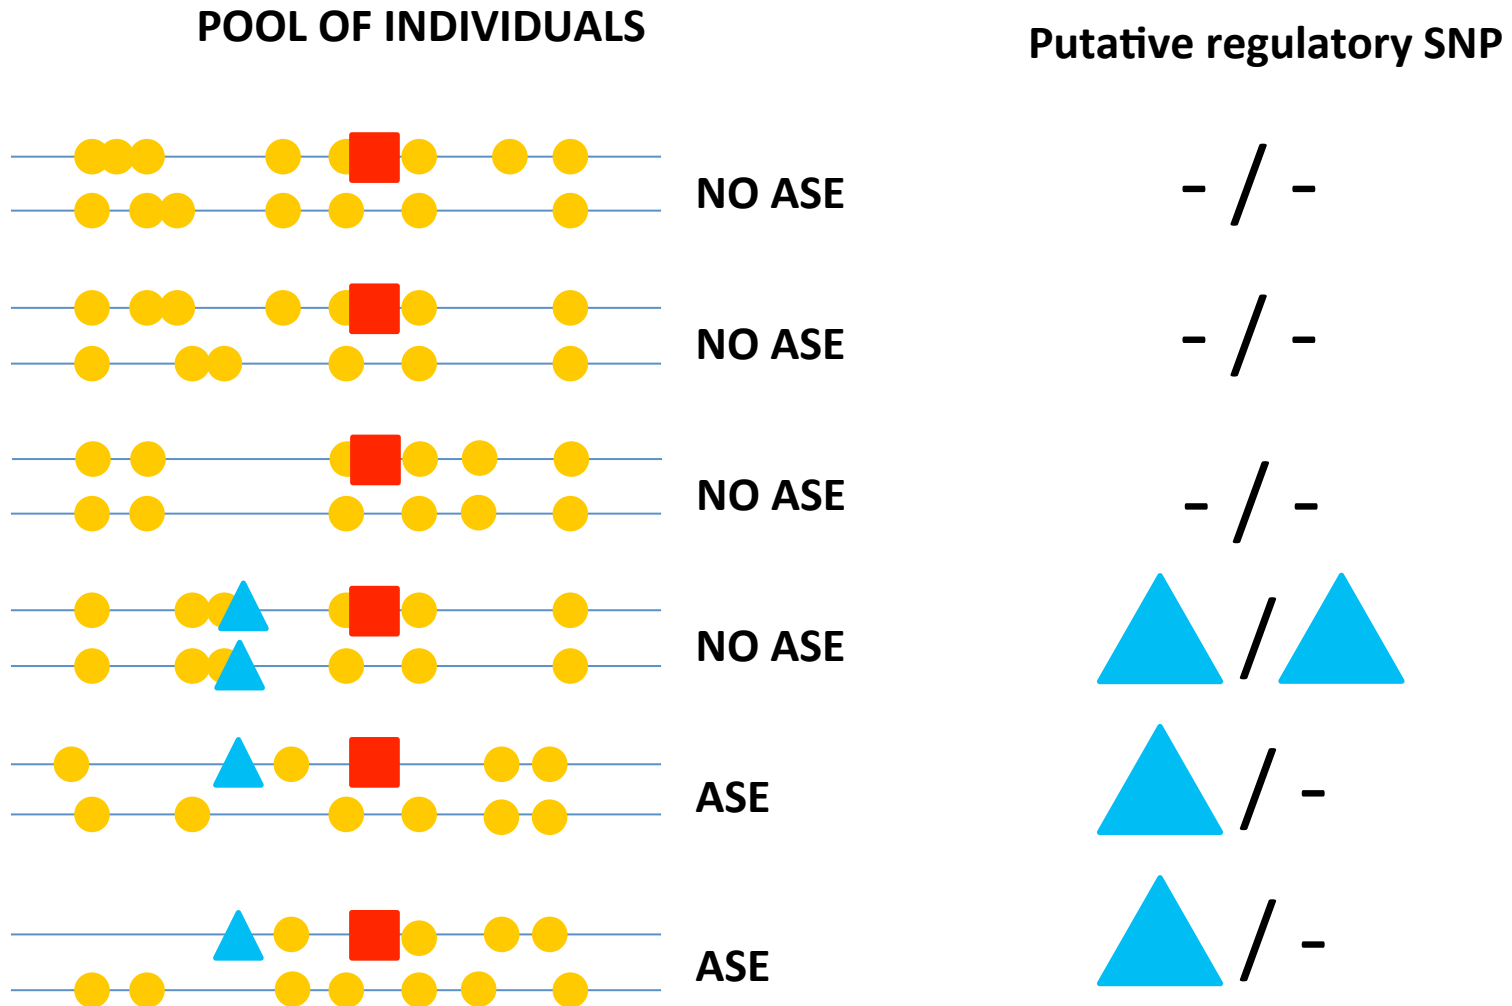 POOL OF INDIVIDUALS
Putative regulatory SNP
NO ASE
- / -
NO ASE
- / -
NO ASE
- / -
NO ASE
/
ASE
/ -
ASE
/ -